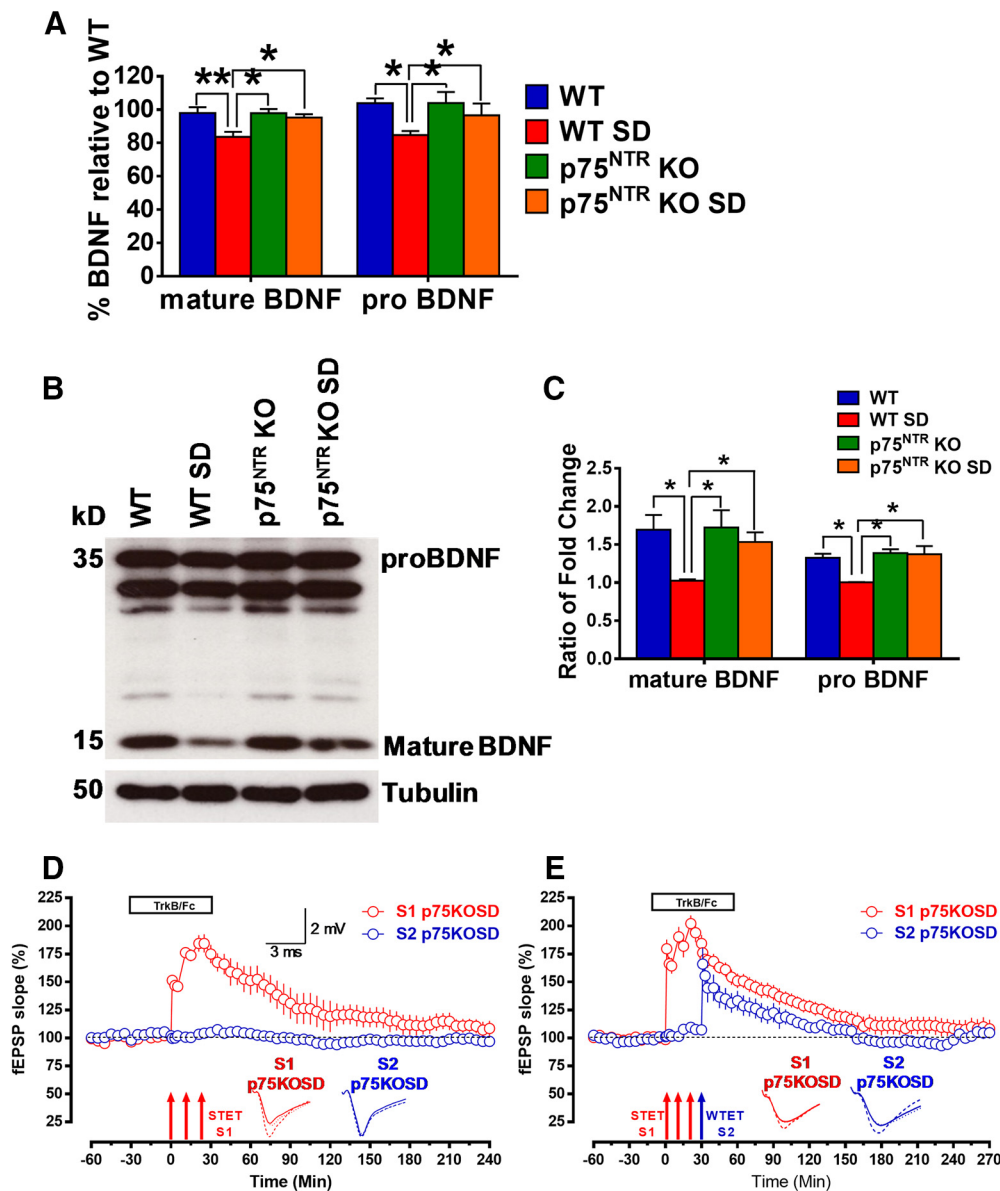 A
% BDNF relative to WT
120
100
80
60
40
20
0
** * *
* * *
mature BDNF
pro BDNF
WT
WT SD
p75NTR KO
p75NTR KO SD
B
kD
WT
WT SD
p75NTR KO
p75NTR KO SD
35
proBDNF
15
Mature BDNF
50
Tubulin
C
WT
WT SD
p75NTR KO
p75NTR KO SD
Ratio of Fold Change
2.5
2.0
1.5
1.0
0.5
0.0
* * *
* * *
mature BDNF
pro BDNF
D
fEPSP slope (%)
225
200
175
150
125
100
75
50
25
TrkB/Fc
2 mV
3 ms
S1 p75KOSD
S2 p75KOSD
S1
p75KOSD
S2
p75KOSD
STET
S1
-60 -30 0 30 60 90 120 150 180 210 240
Time (Min)
E
fEPSP slope (%)
225
200
175
150
125
100
75
50
25
TrkB/Fc
S1 p75KOSD
S2 p75KOSD
S1
p75KOSD
S2
p75KOSD
STET
S1
WTET
S2
-60 -30 0 30 60 90 120 150 180 210 240 270
Time (Min)